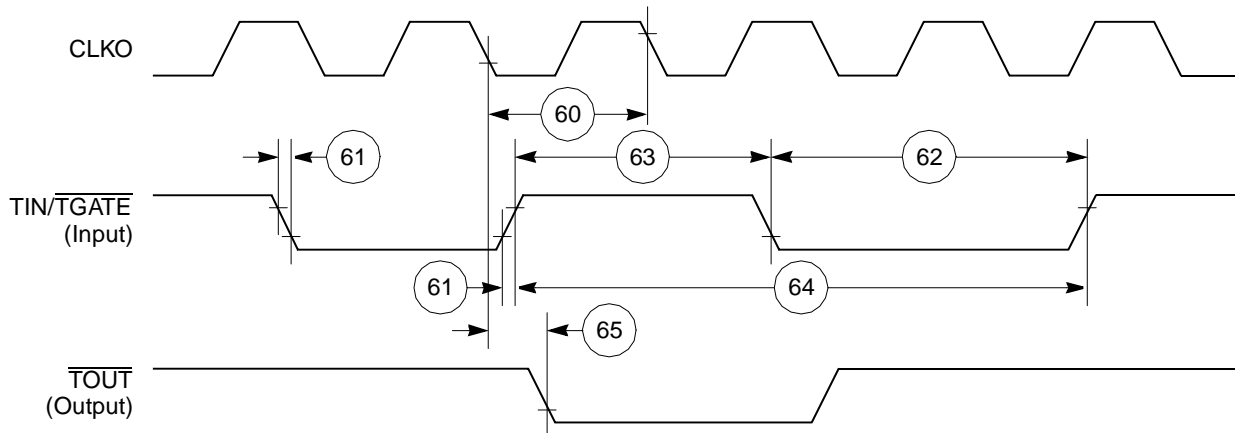 CLKO
60
61
63
62
TIN/TGATE
(Input)
61
64
65
TOUT
(Output)